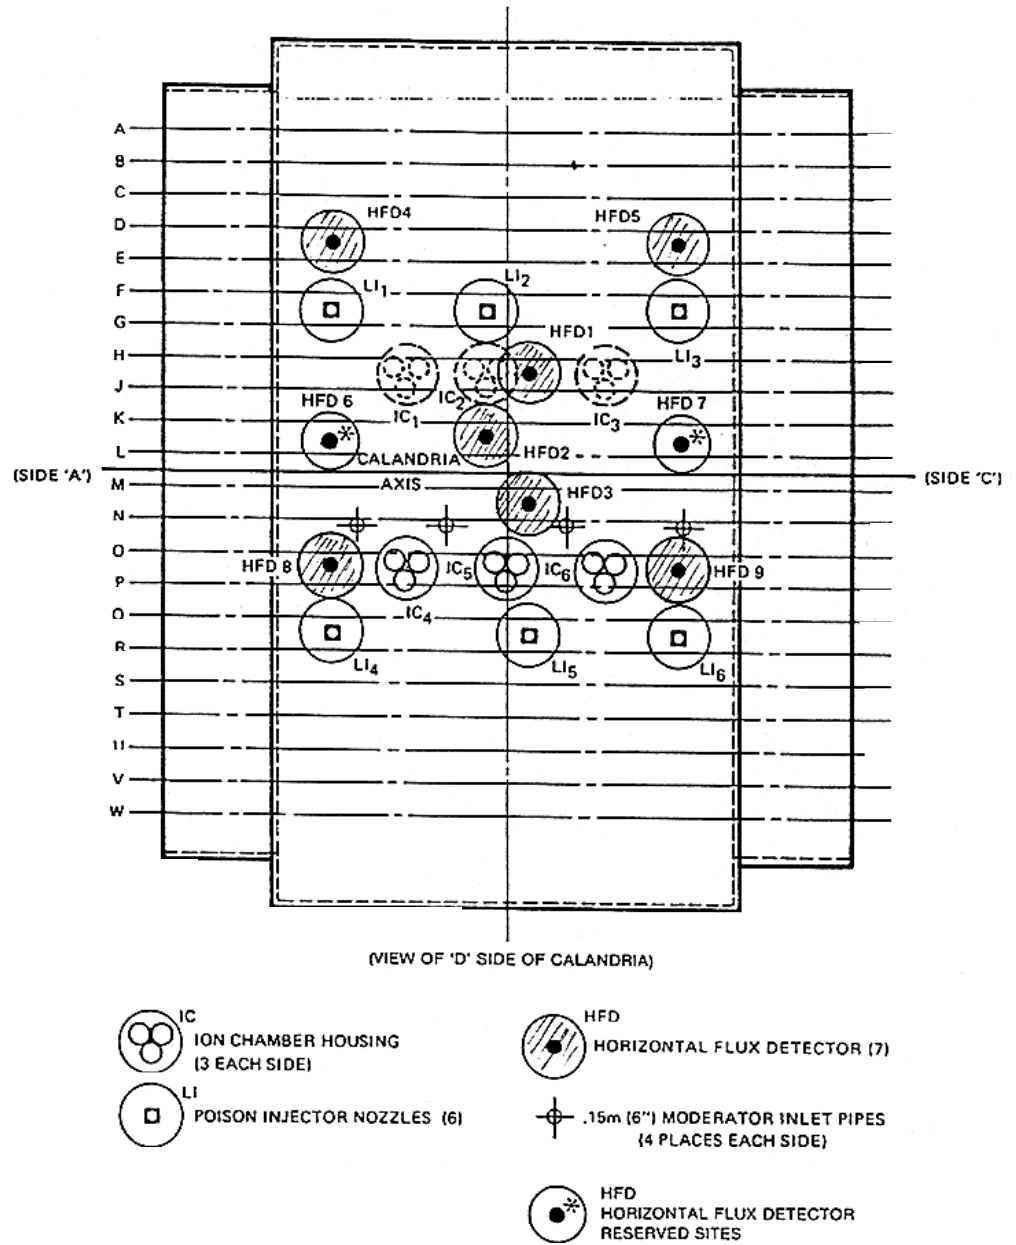 A
B
C
D
HFD4
HFD5
E
F
LI1
LI2
G
HFD1
H
LI3
J
IC2
K
HFD 6
IC1
IC3
HFD 7
L
CALANDRIA
HFD2
(SIDE 'A')
(SIDE 'C')
M
AXIS
HFD3
N
O
HFD 8
IC5
IC6
HFD 9
P
IC4
Q
R
LI4
LI5
LI6
S
T
U
V
W
(VIEW OF 'D' SIDE OF CALANDRIA)
IC
ION CHAMBER HOUSING
(3 EACH SIDE)
LI
POISON INJECTOR NOZZLES (6)
HFD
HORIZONTAL FLUX DETECTOR (7)
.15m (6") MODERATOR INLET PIPES
(4 PLACES EACH SIDE)
*
HFD
HORIZONTAL FLUX DETECTOR
RESERVED SITES